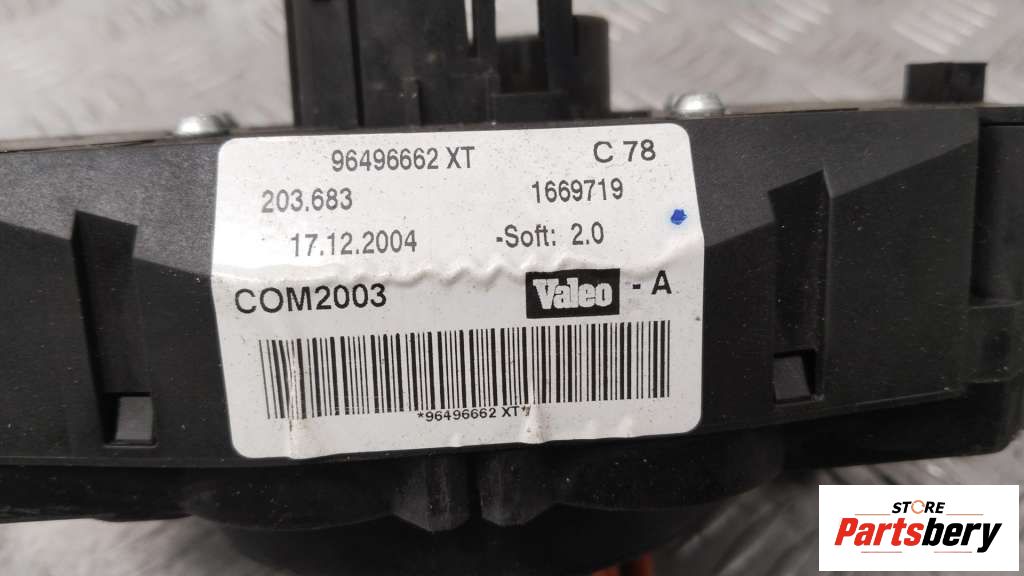 96496662 XT C 78
203.683 1669719
17.12.2004 -Soft: 2.0
COM2003 Valeo - A
*96496662 XT*
STORE
Partsbery